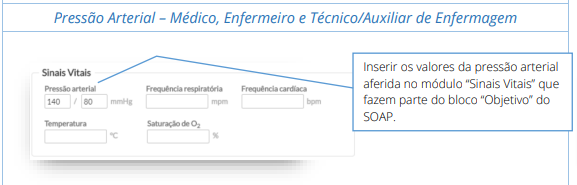 Pressão Arterial – Médico, Enfermeiro e Técnico/Auxiliar de Enfermagem
Sinais Vitais
Pressão arterial Frequência respiratória Frequência cardíaca
140 / 80 mmHg mpm bpm
Temperatura Saturação de O₂
°C %
Inserir os valores da pressão arterial
aferida no módulo “Sinais Vitais” que
fazem parte do bloco “Objetivo” do
SOAP.